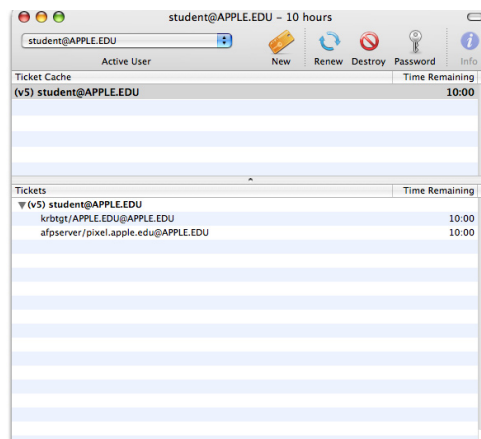 student@APPLE.EDU – 10 hours
student@APPLE.EDU
Active User New Renew Destroy Password Info
Ticket Cache Time Remaining
(v5) student@APPLE.EDU 10:00
Tickets Time Remaining
(v5) student@APPLE.EDU
krbtgt/APPLE.EDU@APPLE.EDU 10:00
afpserver/pixel.apple.edu@APPLE.EDU 10:00